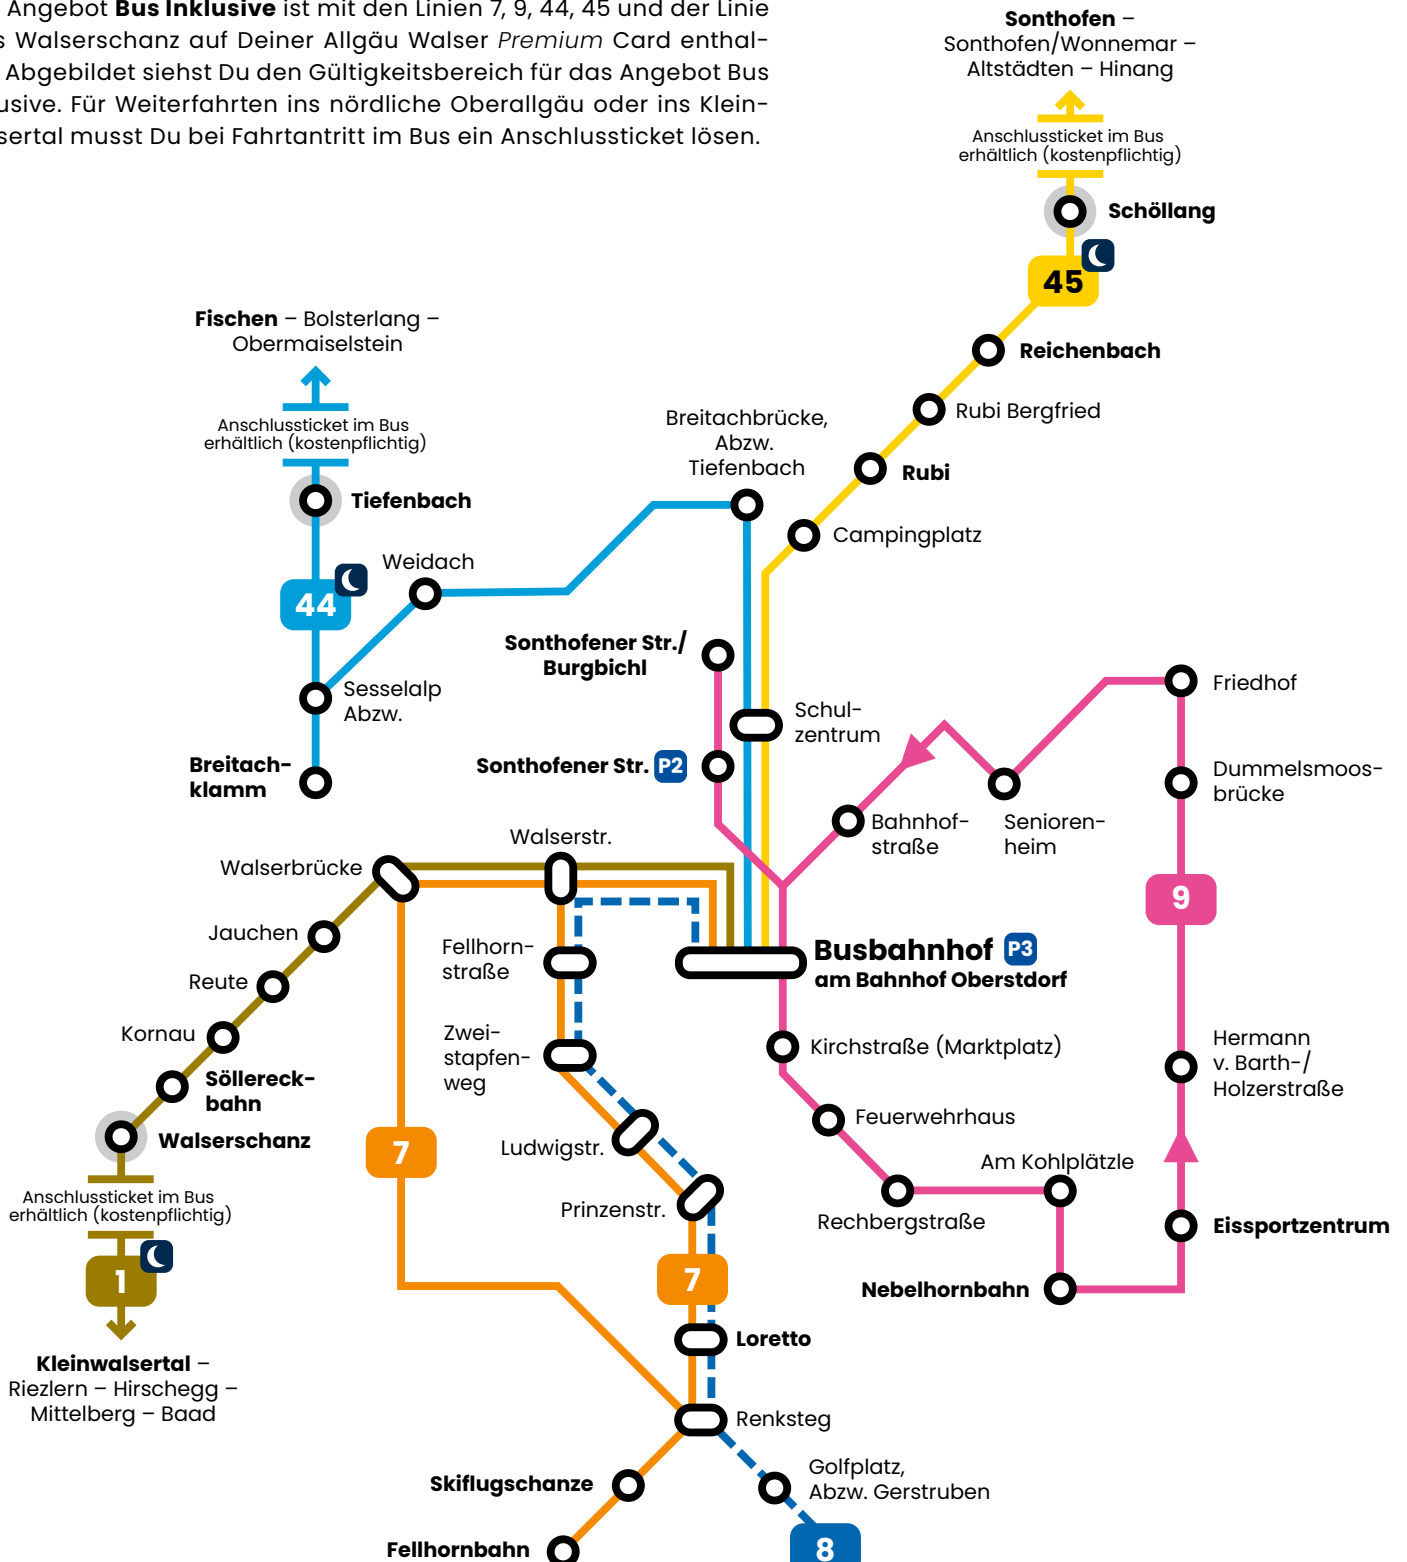 Angebot Bus Inklusive ist mit den Linien 7, 9, 44, 45 und der Linie
Walserschanz auf Deiner Allgäu Walser Premium Card enthal-
Abgebildet siehst Du den Gültigkeitsbereich für das Angebot Bus
usive. Für Weiterfahrten ins nördliche Oberallgäu oder ins Klein-
sertal musst Du bei Fahrtantritt im Bus ein Anschlussticket lösen.
Sonthofen –
Sonthofen/Wonnemar –
Altstädten – Hinang
Anschlussticket im Bus
erhältlich (kostenpflichtig)
Schöllang
45
Reichenbach
Rubi Bergfried
Rubi
Campingplatz
Fischen – Bolsterlang –
Obermaiselstein
Anschlussticket im Bus
erhältlich (kostenpflichtig)
Tiefenbach
Breitachbrücke,
Abzw.
Tiefenbach
Weidach
44
Sesselalp
Abzw.
Breitach-
klamm
Sonthofener Str./
Burgbichl
Sonthofener Str. P2
Schul-
zentrum
Friedhof
Dummelsmoos-
brücke
Senioren-
heim
Bahnhof-
straße
9
Walserstr.
Walserbrücke
Jauchen
Reute
Kornau
Söllereck-
bahn
Walserschanz
Anschlussticket im Bus
erhältlich (kostenpflichtig)
1
Kleinwalsertal –
Riezlern – Hirschegg –
Mittelberg – Baad
Fellhorn-
straße
Zwei-
stapfen-
weg
Ludwigstr.
Prinzenstr.
7
7
Loretto
Renksteg
Skiflugschanze
Fellhornbahn
Golfplatz,
Abzw. Gerstruben
8
Busbahnhof P3
am Bahnhof Oberstdorf
Kirchstraße (Marktplatz)
Feuerwehrhaus
Am Kohlplätzle
Rechbergstraße
Nebelhornbahn
Hermann
v. Barth-/
Holzerstraße
Eissportzentrum